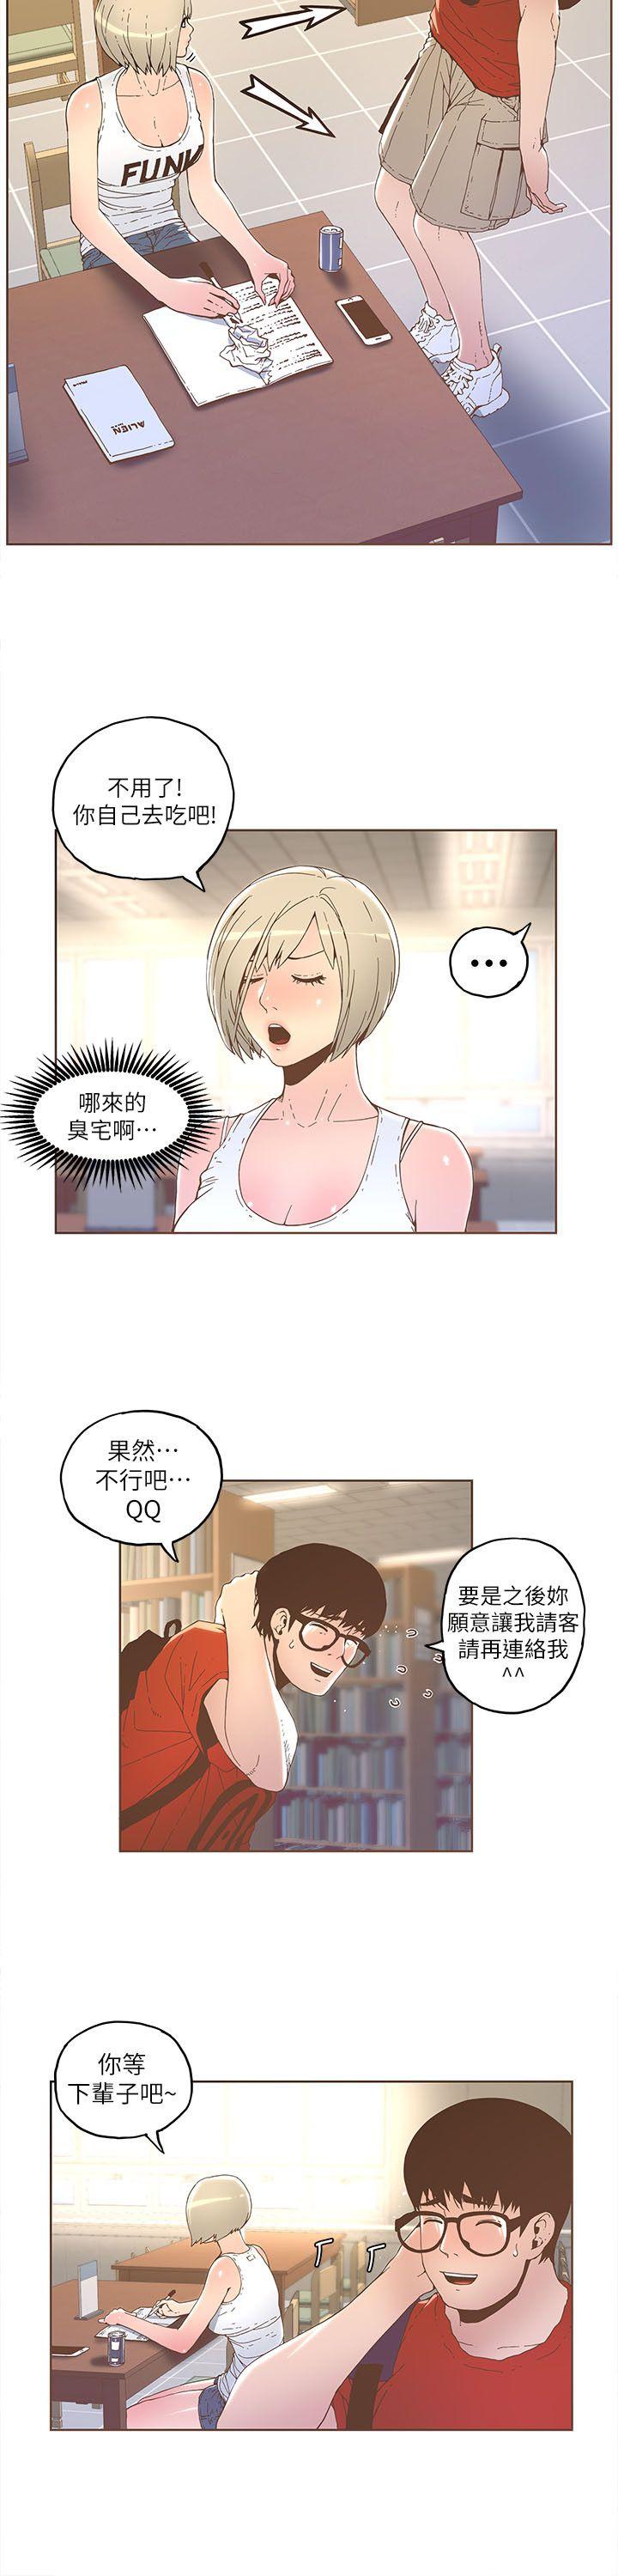 FUNK
ALIEN
不用了!
你自己去吃吧!
...
哪來的
臭宅啊...
果然...
不行吧...
QQ
要是之後妳
願意讓我請客
請再連絡我
^^
你等
下輩子吧~